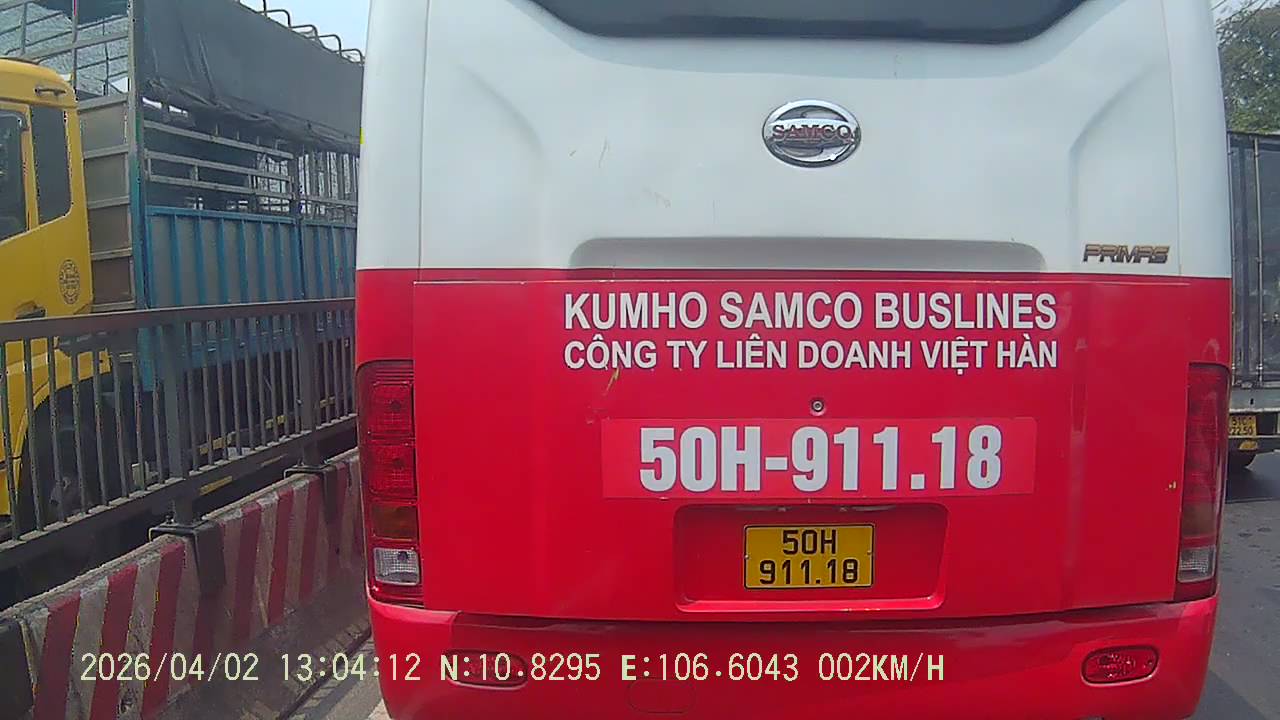 SAMCO
PRIMAS
KUMHO SAMCO BUSLINES
CÔNG TY LIÊN DOANH VIỆT HÀN
50H-911.18
50H
911.18
2026/04/02 13:04:12 N:10.8295 E:106.6043 002KM/H